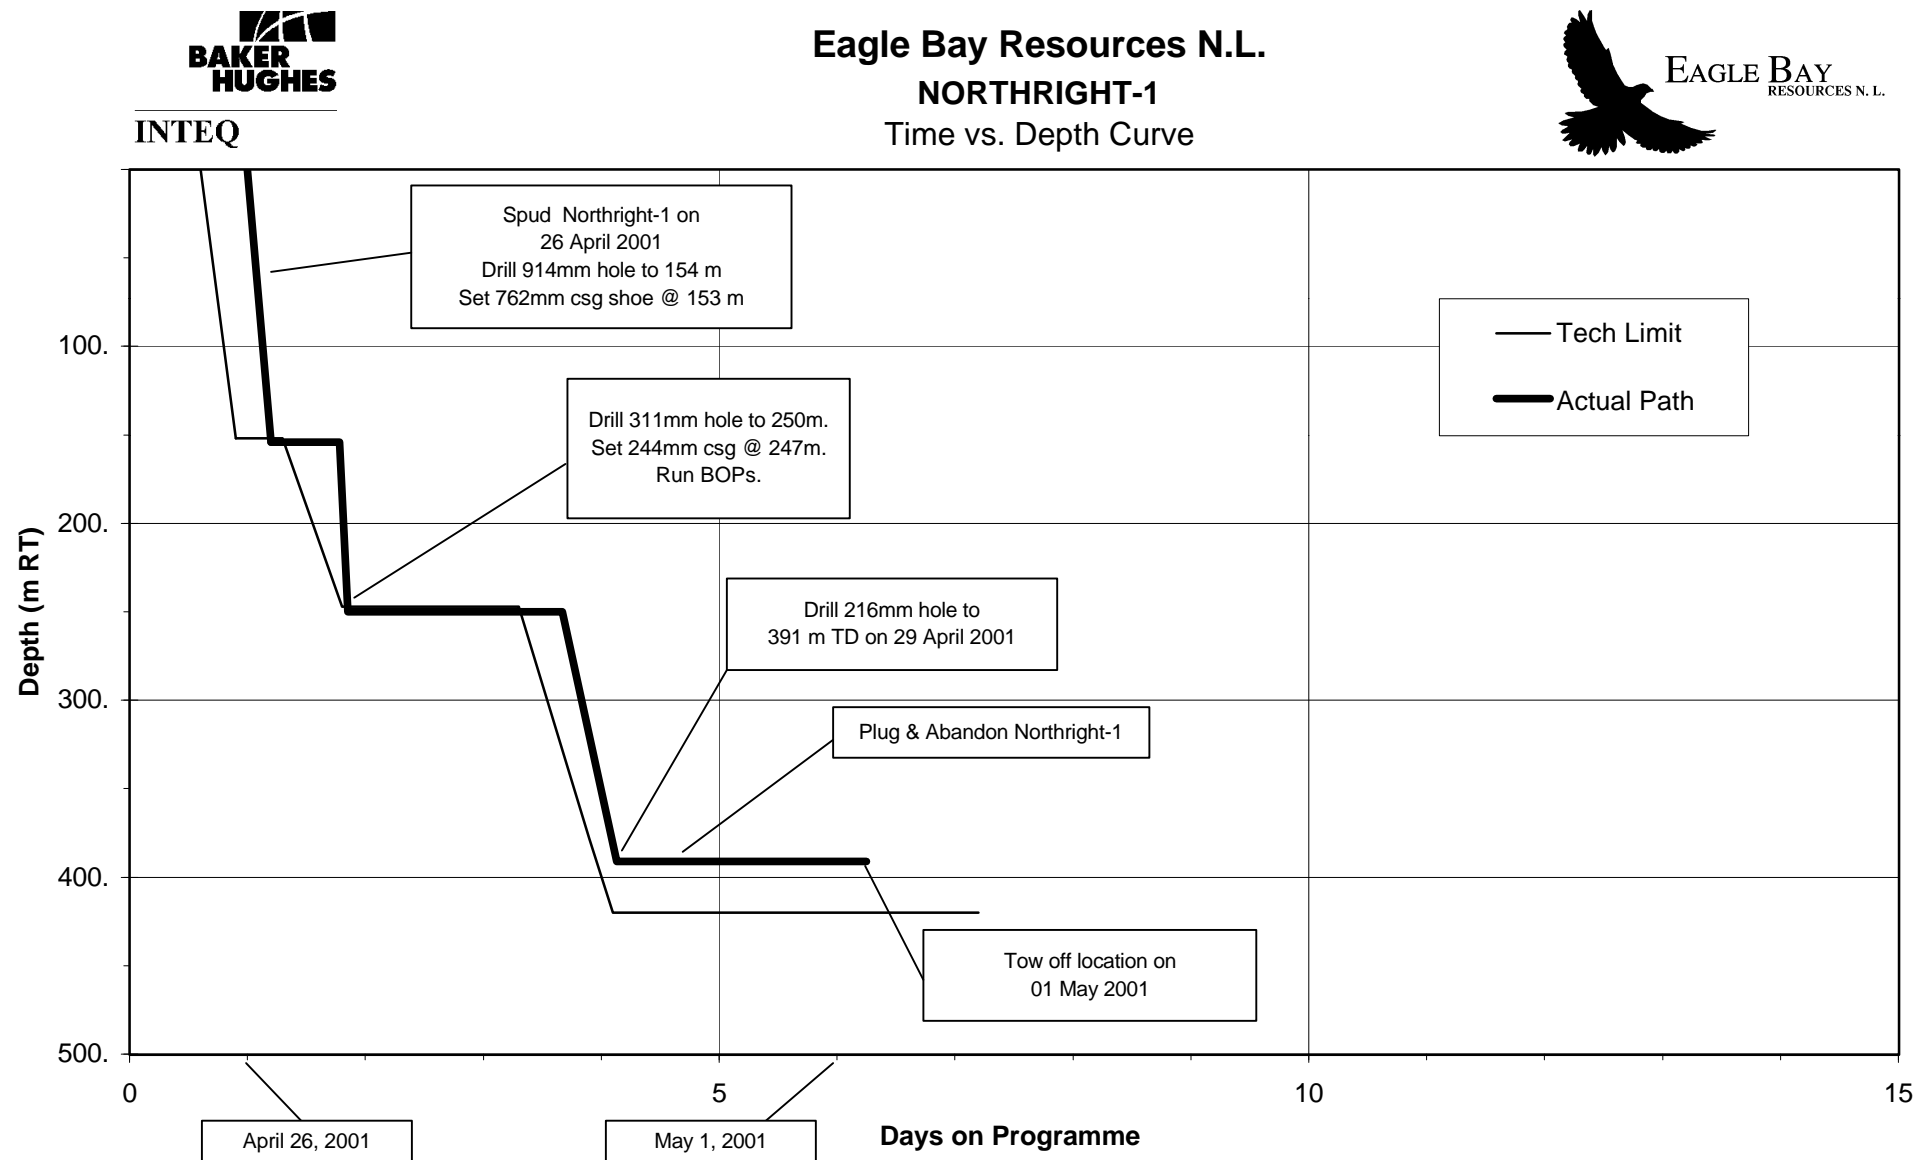 BAKER
HUGHES
INTEQ
Eagle Bay Resources N.L.
NORTHRIGHT-1
Time vs. Depth Curve
EAGLE BAY
RESOURCES N. L.
Spud Northright-1 on
26 April 2001
Drill 914mm hole to 154 m
Set 762mm csg shoe @ 153 m
Tech Limit
Actual Path
Drill 311mm hole to 250m.
Set 244mm csg @ 247m.
Run BOPs.
Drill 216mm hole to
391 m TD on 29 April 2001
Plug & Abandon Northright-1
Tow off location on
01 May 2001
Depth (m RT)
100.
200.
300.
400.
500.
0
5
10
15
April 26, 2001
May 1, 2001
Days on Programme